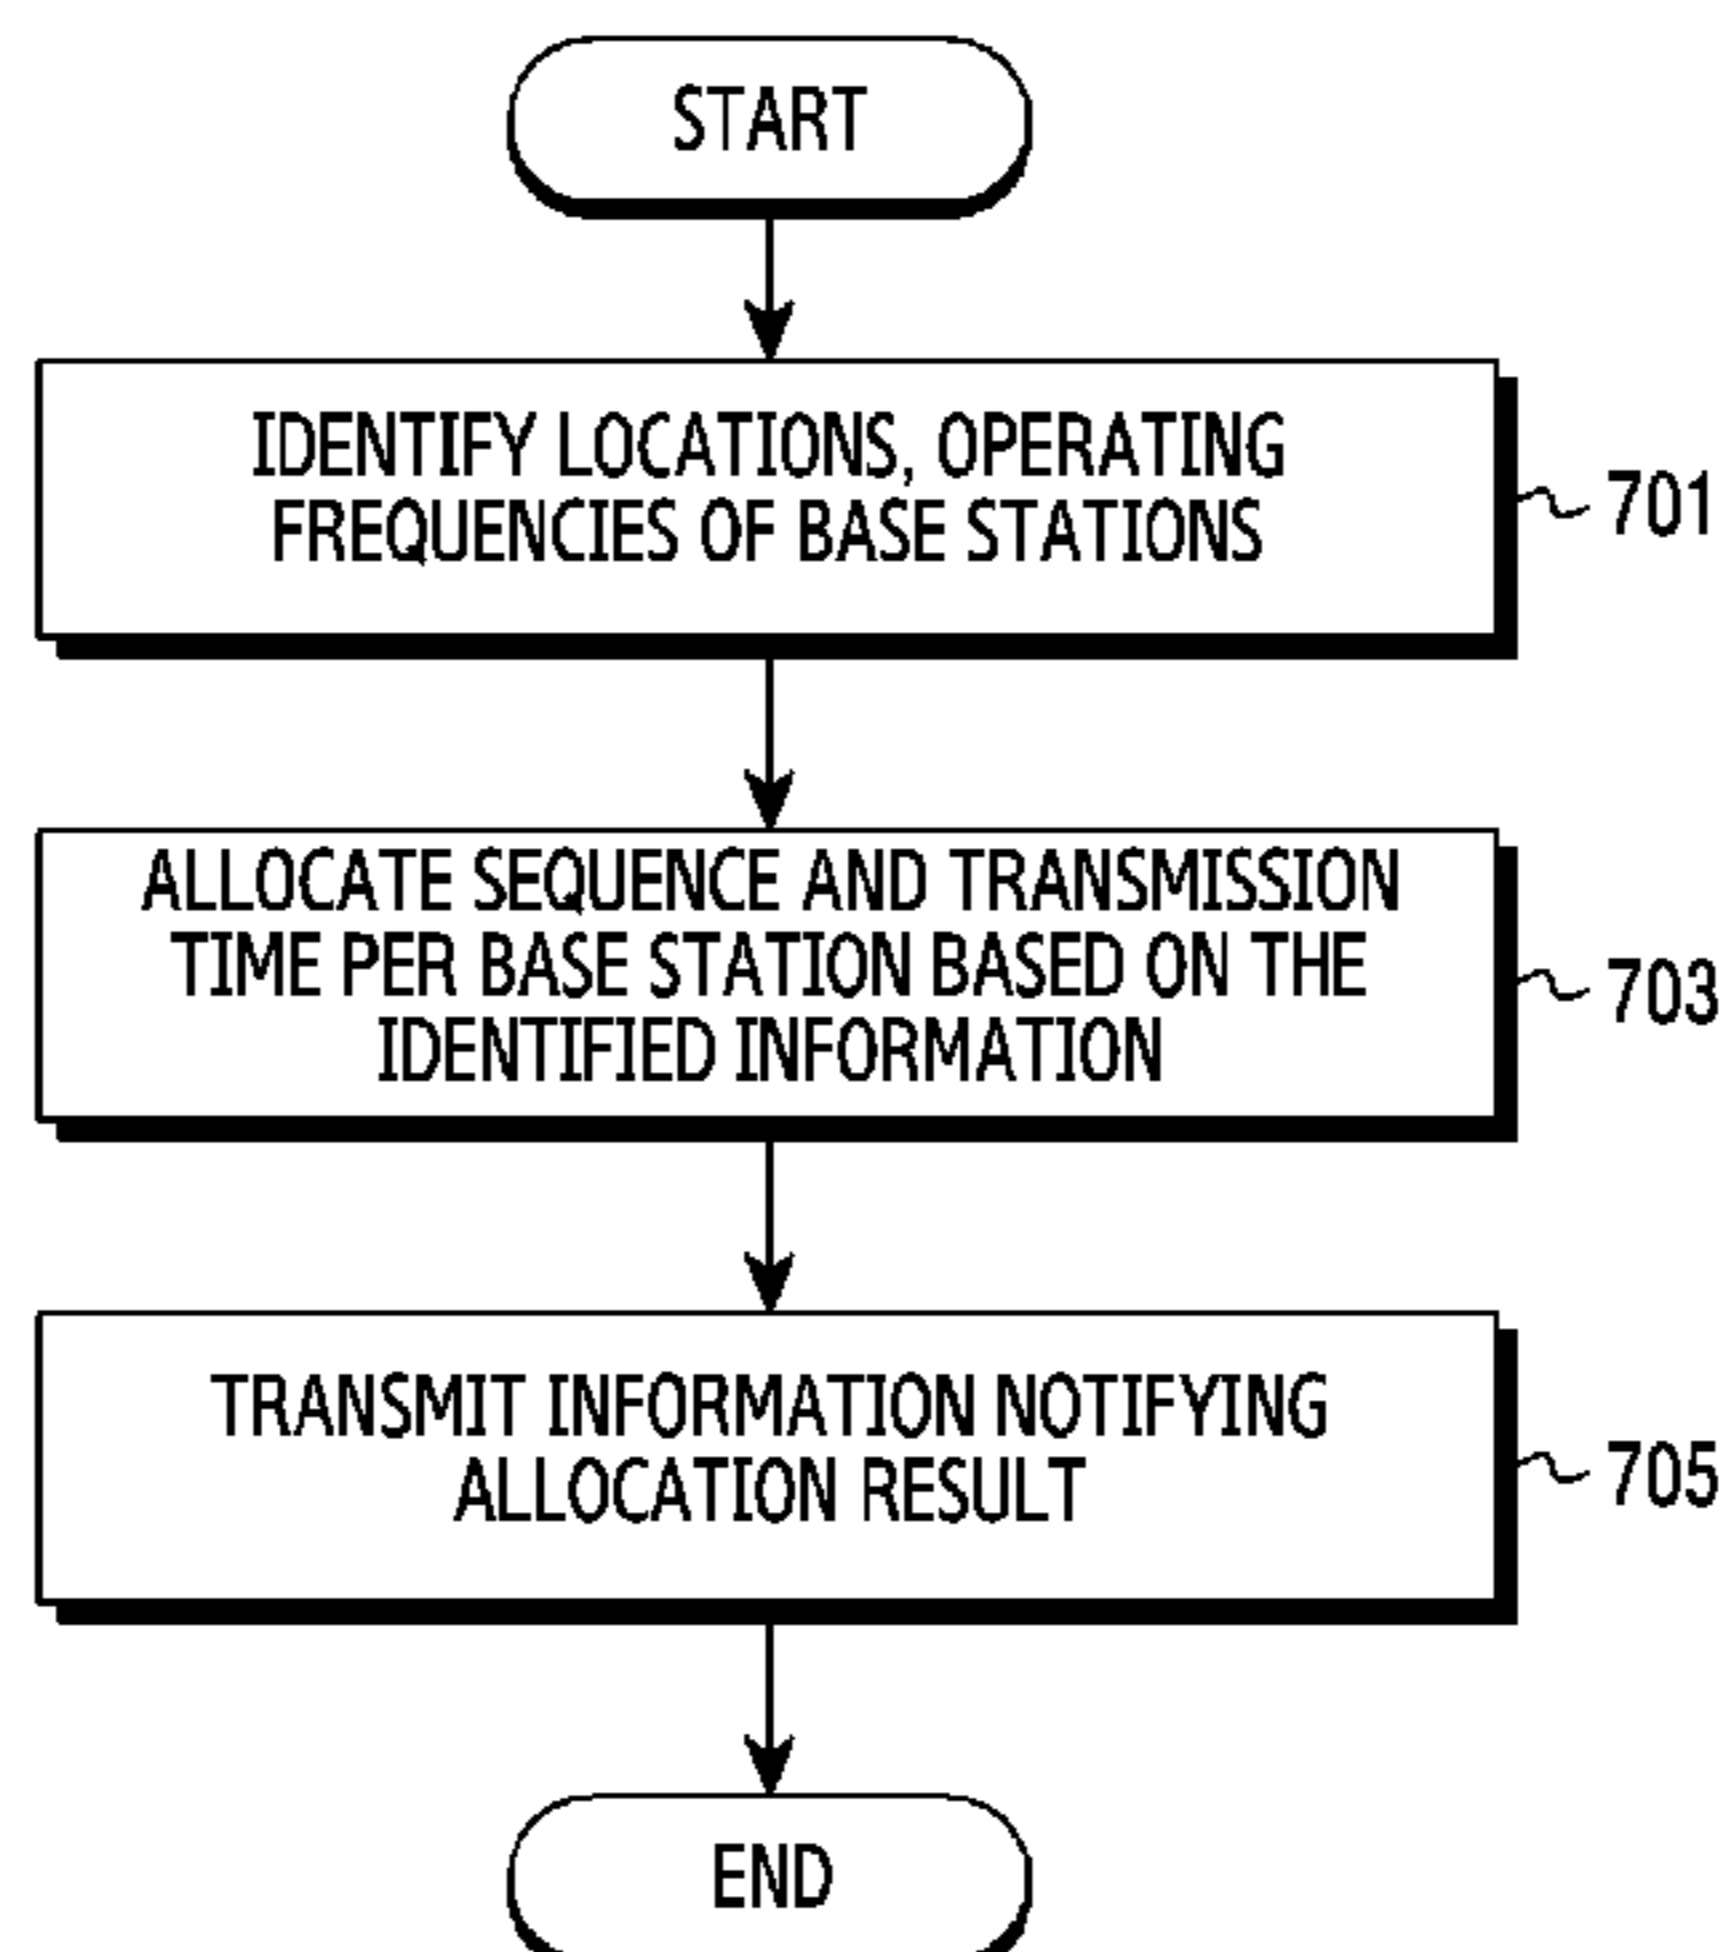 START
IDENTIFY LOCATIONS, OPERATING
FREQUENCIES OF BASE STATIONS
701
ALLOCATE SEQUENCE AND TRANSMISSION
TIME PER BASE STATION BASED ON THE
IDENTIFIED INFORMATION
703
TRANSMIT INFORMATION NOTIFYING
ALLOCATION RESULT
705
END